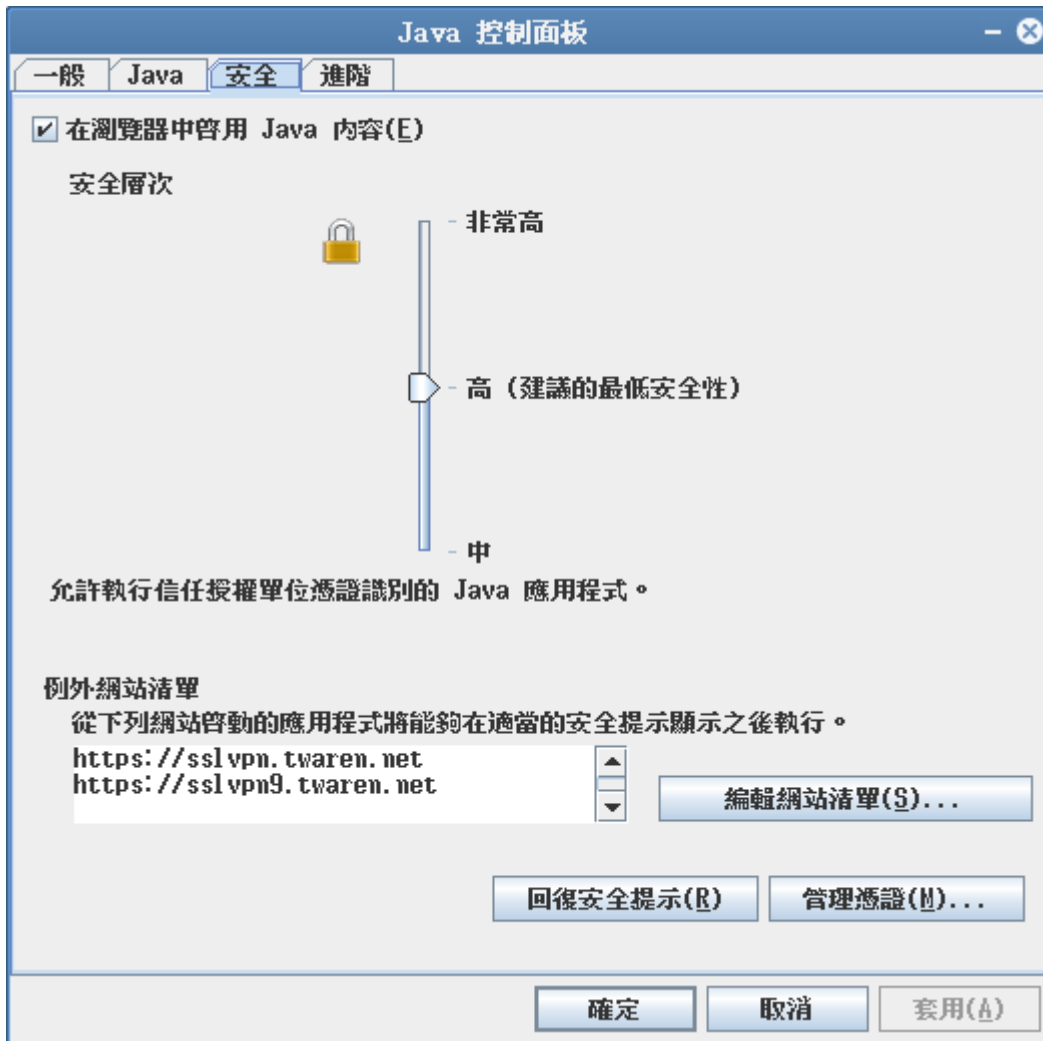 Java 控制面板
一般 Java 安全 進階
在瀏覽器中啓用 Java 內容(E)
安全層次
非常高
高 (建議的最低安全性)
中
允許執行信任授權單位憑證識別的 Java 應用程式。
例外網站清單
從下列網站啓動的應用程式將能夠在適當的安全提示顯示之後執行。
https://sslvpn.twaren.net
https://sslvpn9.twaren.net
編輯網站清單(S)...
回復安全提示(R) 管理憑證(M)...
確定 取消 套用(A)